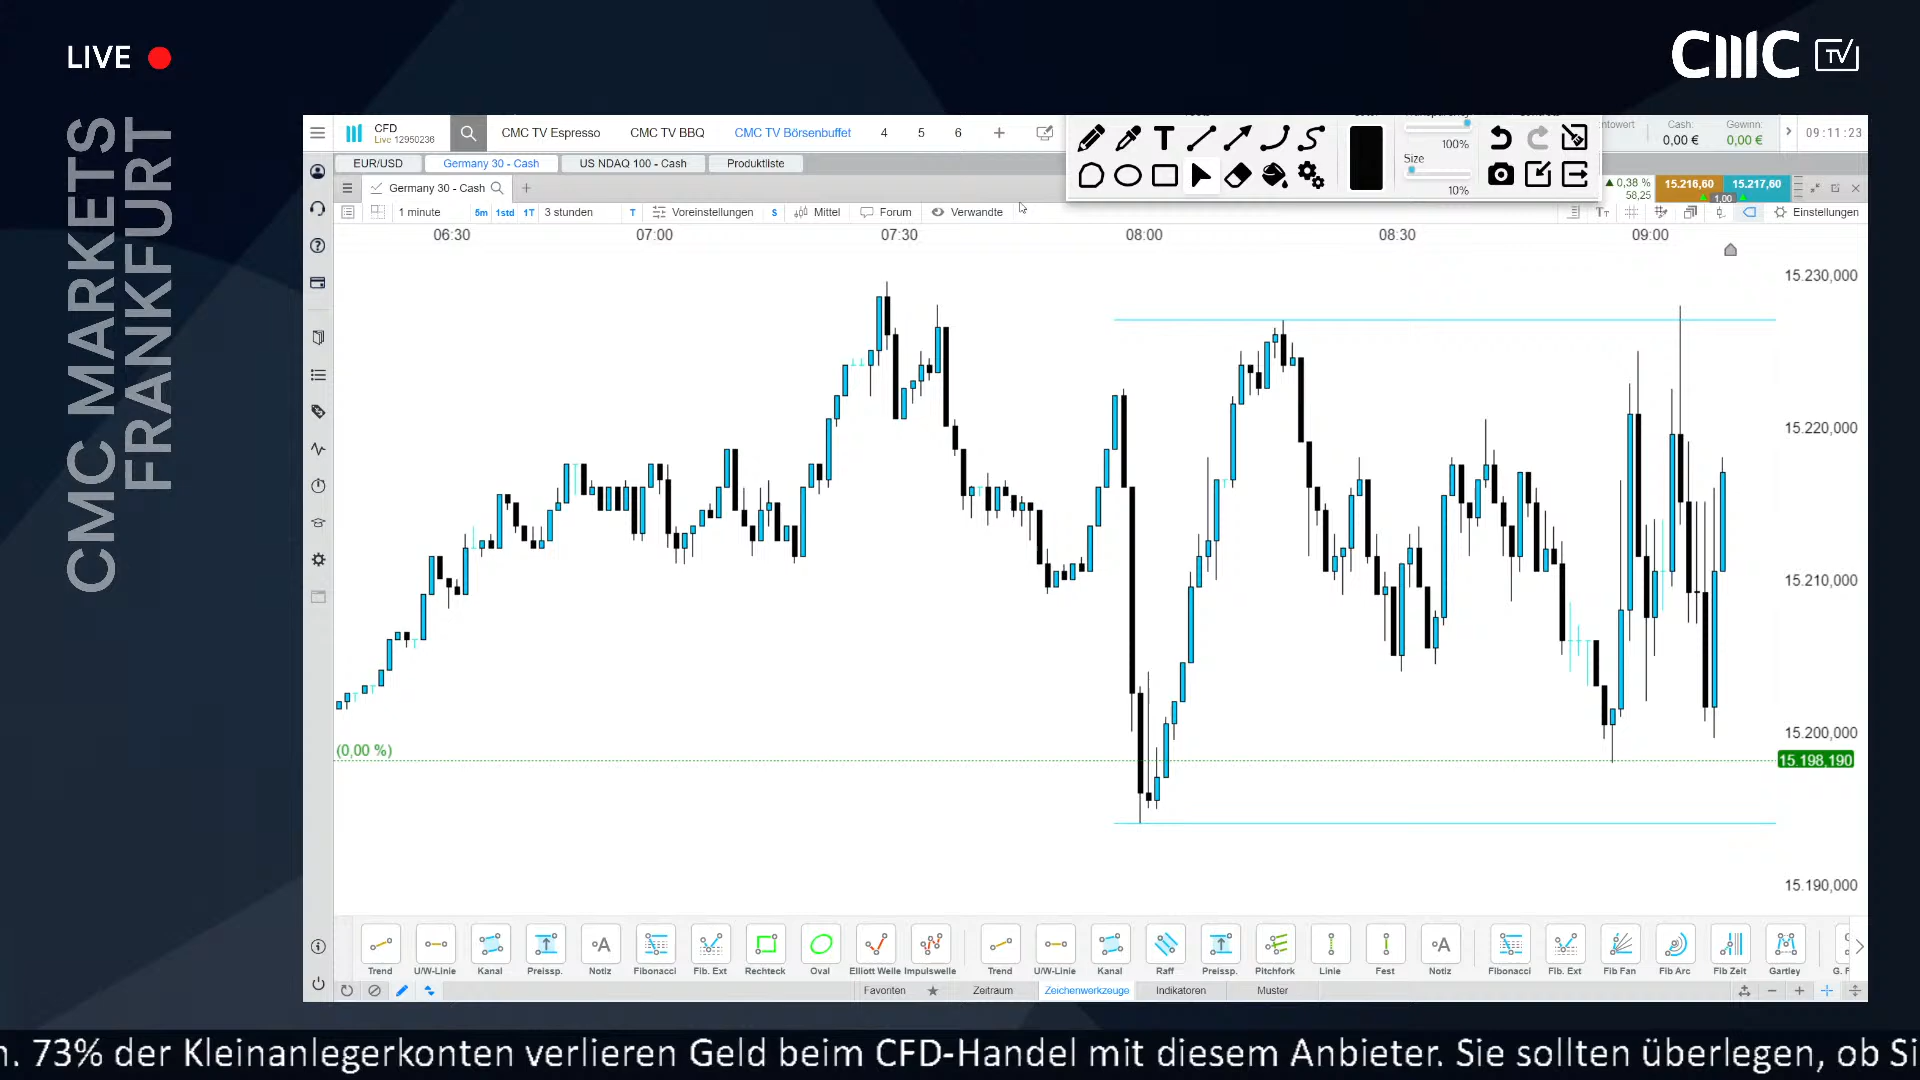 LIVE
CMC TV
CMC MARKETS
FRANKFURT
CFD
Live 12950236
CMC TV Espresso
CMC TV BBQ
CMC TV Börsenbuffet
4
5
6
100%
Size
10%
Cash:
0,00 €
Gewinn:
0,00 €
09:11:23
EUR/USD
Germany 30 - Cash
US NDAQ 100 - Cash
Produktliste
Germany 30 - Cash
0,38 %
58,25
15.216,60
15.217,60
1,00
1 minute
5m
1std
1T
3 stunden
T
Voreinstellungen
S
Mittel
Forum
Verwandte
Einstellungen
06:30
07:00
07:30
08:00
08:30
09:00
15.230,000
15.220,000
15.210,000
15.200,000
(0,00 %)
15.198,190
15.190,000
Trend
U/W-Linie
Kanal
Preissp.
Notiz
Fibonacci
Fib. Ext
Rechteck
Oval
Elliott Welle
Impulswelle
Trend
U/W-Linie
Kanal
Raff
Preissp.
Pitchfork
Linie
Fest
Notiz
Fibonacci
Fib. Ext
Fib Fan
Fib Arc
Fib Zeit
Gartley
Favoriten
Zeitraum
Zeichenwerkzeuge
Indikatoren
Muster
73% der Kleinanlegerkonten verlieren Geld beim CFD-Handel mit diesem Anbieter. Sie sollten überlegen, ob